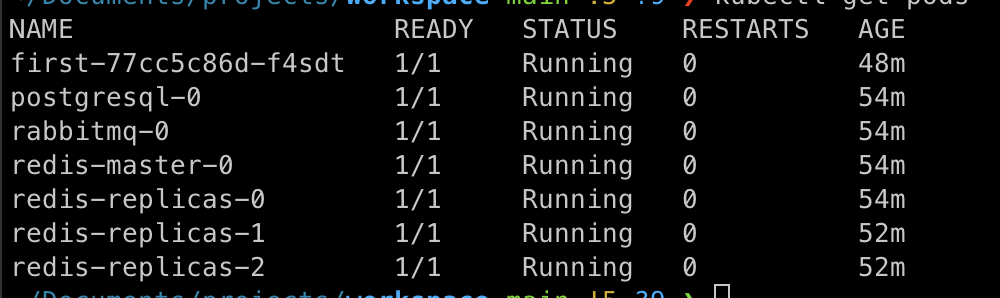 ~/Documents/projects/workspace main !5 ?9 ❯ kubectl get pods
NAME READY STATUS RESTARTS AGE
first-77cc5c86d-f4sdt 1/1 Running 0 48m
postgresql-0 1/1 Running 0 54m
rabbitmq-0 1/1 Running 0 54m
redis-master-0 1/1 Running 0 54m
redis-replicas-0 1/1 Running 0 54m
redis-replicas-1 1/1 Running 0 52m
redis-replicas-2 1/1 Running 0 52m
~/Documents/projects/workspace main